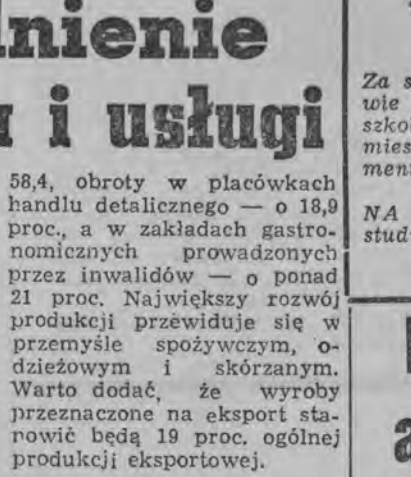 nienie
i usługi
58,4, obroty w placówkach
handlu detalicznego — o 18,9
proc., a w zakładach gastro-
nomicznych prowadzonych
przez inwalidów — o ponad
21 proc. Największy rozwój
produkcji przewiduje się w
przemyśle spożywczym, o-
dzieżowym i skórzanym.
Warto dodać, że wyroby
przeznaczone na eksport sta-
nowić będą 19 proc. ogólnej
produkcji eksportowej.
Za s
wie
szkol
mies
men
NA
stud